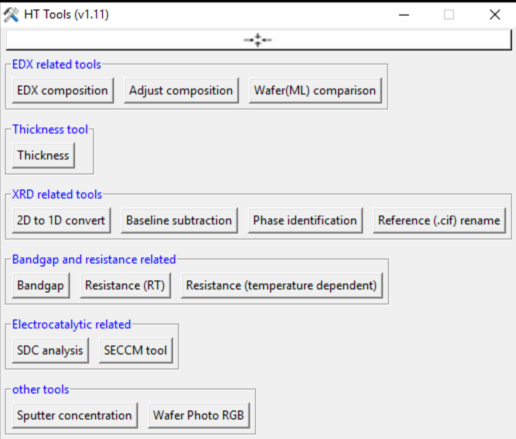 HT Tools (v1.11)
EDX related tools
EDX composition Adjust composition Wafer(ML) comparison
Thickness tool
Thickness
XRD related tools
2D to 1D convert Baseline subtraction Phase identification Reference (.cif) rename
Bandgap and resistance related
Bandgap Resistance (RT) Resistance (temperature dependent)
Electrocatalytic related
SDC analysis SECCM tool
other tools
Sputter concentration Wafer Photo RGB